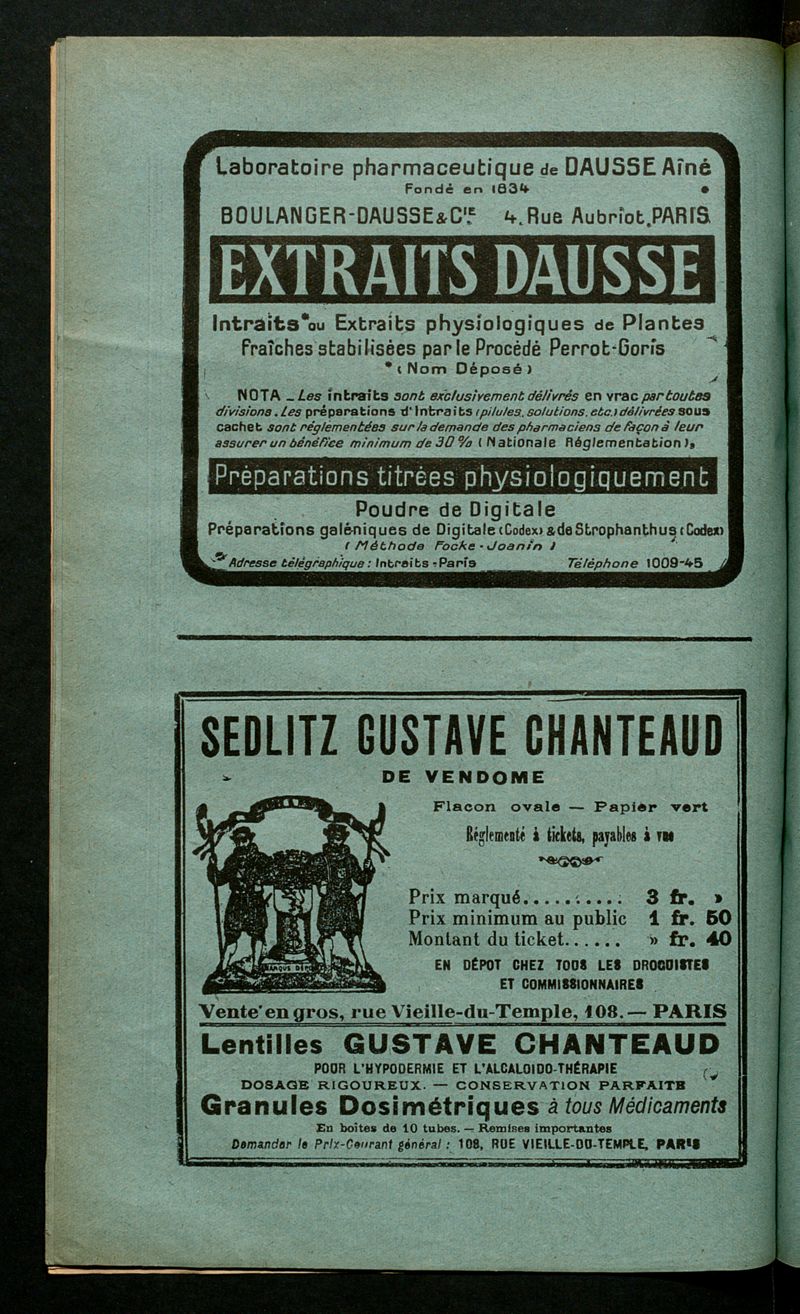 Laboratoire pharmaceutique de DAUSSE Aîné
Fondé en 1834
BOULANGER-DAUSSE & Cie 4. Rue Aubriot. PARIS
EXTRAITS DAUSSE
Intraits* ou Extraits physiologiques de Plantes
fraîches stabilisées par le Procédé Perrot-Goris
* (Nom Déposé)
NOTA _ Les intraits sont exclusivement délivrés en vrac par toutes
divisions. Les préparations d'Intraits (pilules, solutions, etc.) délivrées sous
cachet sont réglementées sur la demande des pharmaciens de façon à leur
assurer un bénéfice minimum de 30 % (Nationale Réglementation).
Préparations titrées physiologiquement
Poudre de Digitale
Préparations galéniques de Digitale (Codex) & de Strophanthus (Codex)
(Méthode Focke - Joanin)
Adresse télégraphique : Intraits - Paris Téléphone 1009-45
SEDLITZ GUSTAVE CHANTEAUD
DE VENDOME
Flacon ovale — Papier vert
Réglementé à tickets, payables à vue
Prix marqué.......... 3 fr. »
Prix minimum au public 1 fr. 50
Montant du ticket...... » fr. 40
EN DÉPOT CHEZ TOUS LES DROGUISTES
ET COMMISSIONNAIRES
Vente en gros, rue Vieille-du-Temple, 108. — PARIS
Lentilles GUSTAVE CHANTEAUD
POUR L'HYPODERMIE ET L'ALCALOIDO-THÉRAPIE
DOSAGE RIGOUREUX. — CONSERVATION PARFAITE
Granules Dosimétriques à tous Médicaments
En boîtes de 10 tubes. — Remises importantes
Demander le Prix-Courant général : 108, RUE VIEILLE-DU-TEMPLE, PARIS